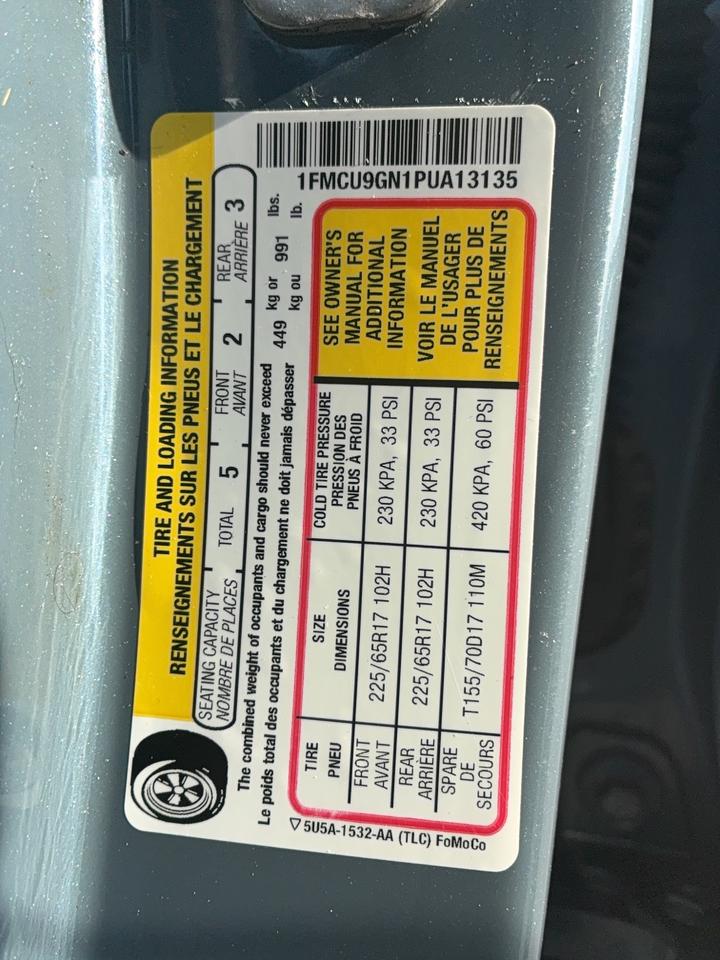 1FMCU9GN1PUA13135
TIRE AND LOADING INFORMATION
RENSEIGNEMENTS SUR LES PNEUS ET LE CHARGEMENT
SEATING CAPACITY TOTAL 5 FRONT 2 REAR 3
NOMBRE DE PLACES AVANT ARRIÈRE
The combined weight of occupants and cargo should never exceed 449 kg or 991 lbs.
Le poids total des occupants et du chargement ne doit jamais dépasser kg ou lb.
TIRE SIZE COLD TIRE PRESSURE
PNEU DIMENSIONS PRESSION DES
PNEUS À FROID
FRONT 225/65R17 102H 230 KPA, 33 PSI
AVANT
REAR 225/65R17 102H 230 KPA, 33 PSI
ARRIÈRE
SPARE T155/70D17 110M 420 KPA, 60 PSI
DE
SECOURS
SEE OWNER'S
MANUAL FOR
ADDITIONAL
INFORMATION
VOIR LE MANUEL
DE L'USAGER
POUR PLUS DE
RENSEIGNEMENTS
5U5A-1532-AA (TLC) FoMoCo